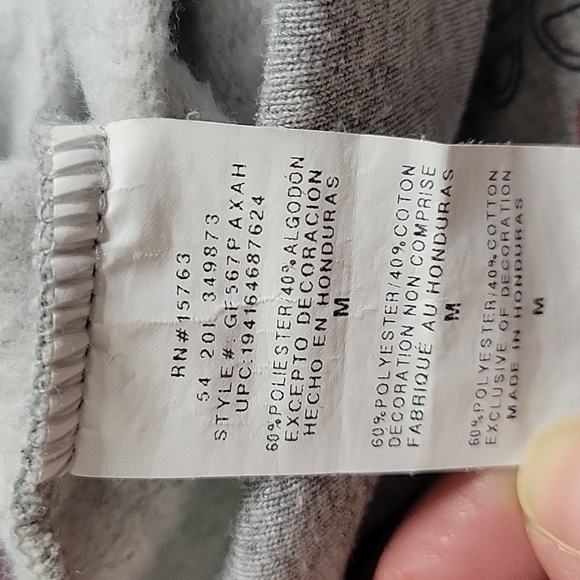 RN#15763
54 201 349873
STYLE#: GF567P AXAH
UPC:194164687624
60%POLIESTER/40%ALGODÓN
EXCEPTO DECORACIÓN
HECHO EN HONDURAS
M
60%POLYESTER/40%COTON
DÉCORATION NON COMPRISE
FABRIQUÉ AU HONDURAS
M
60%POLYESTER/40%COTTON
EXCLUSIVE OF DECORATION
MADE IN HONDURAS
M